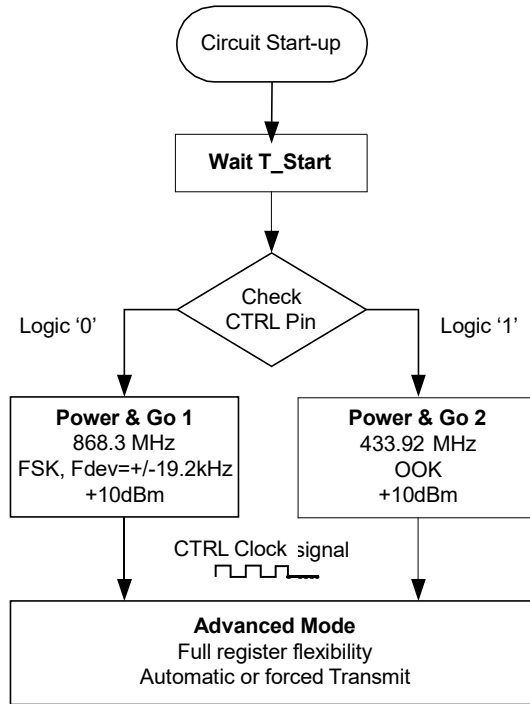 Circuit Start-up
Wait T_Start
Check
CTRL Pin
Logic ‘0’
Logic ‘1’
Power & Go 1
868.3 MHz
FSK, Fdev=+/-19.2kHz
+10dBm
Power & Go 2
433.92 MHz
OOK
+10dBm
CTRL Clock signal
Advanced Mode
Full register flexibility
Automatic or forced Transmit